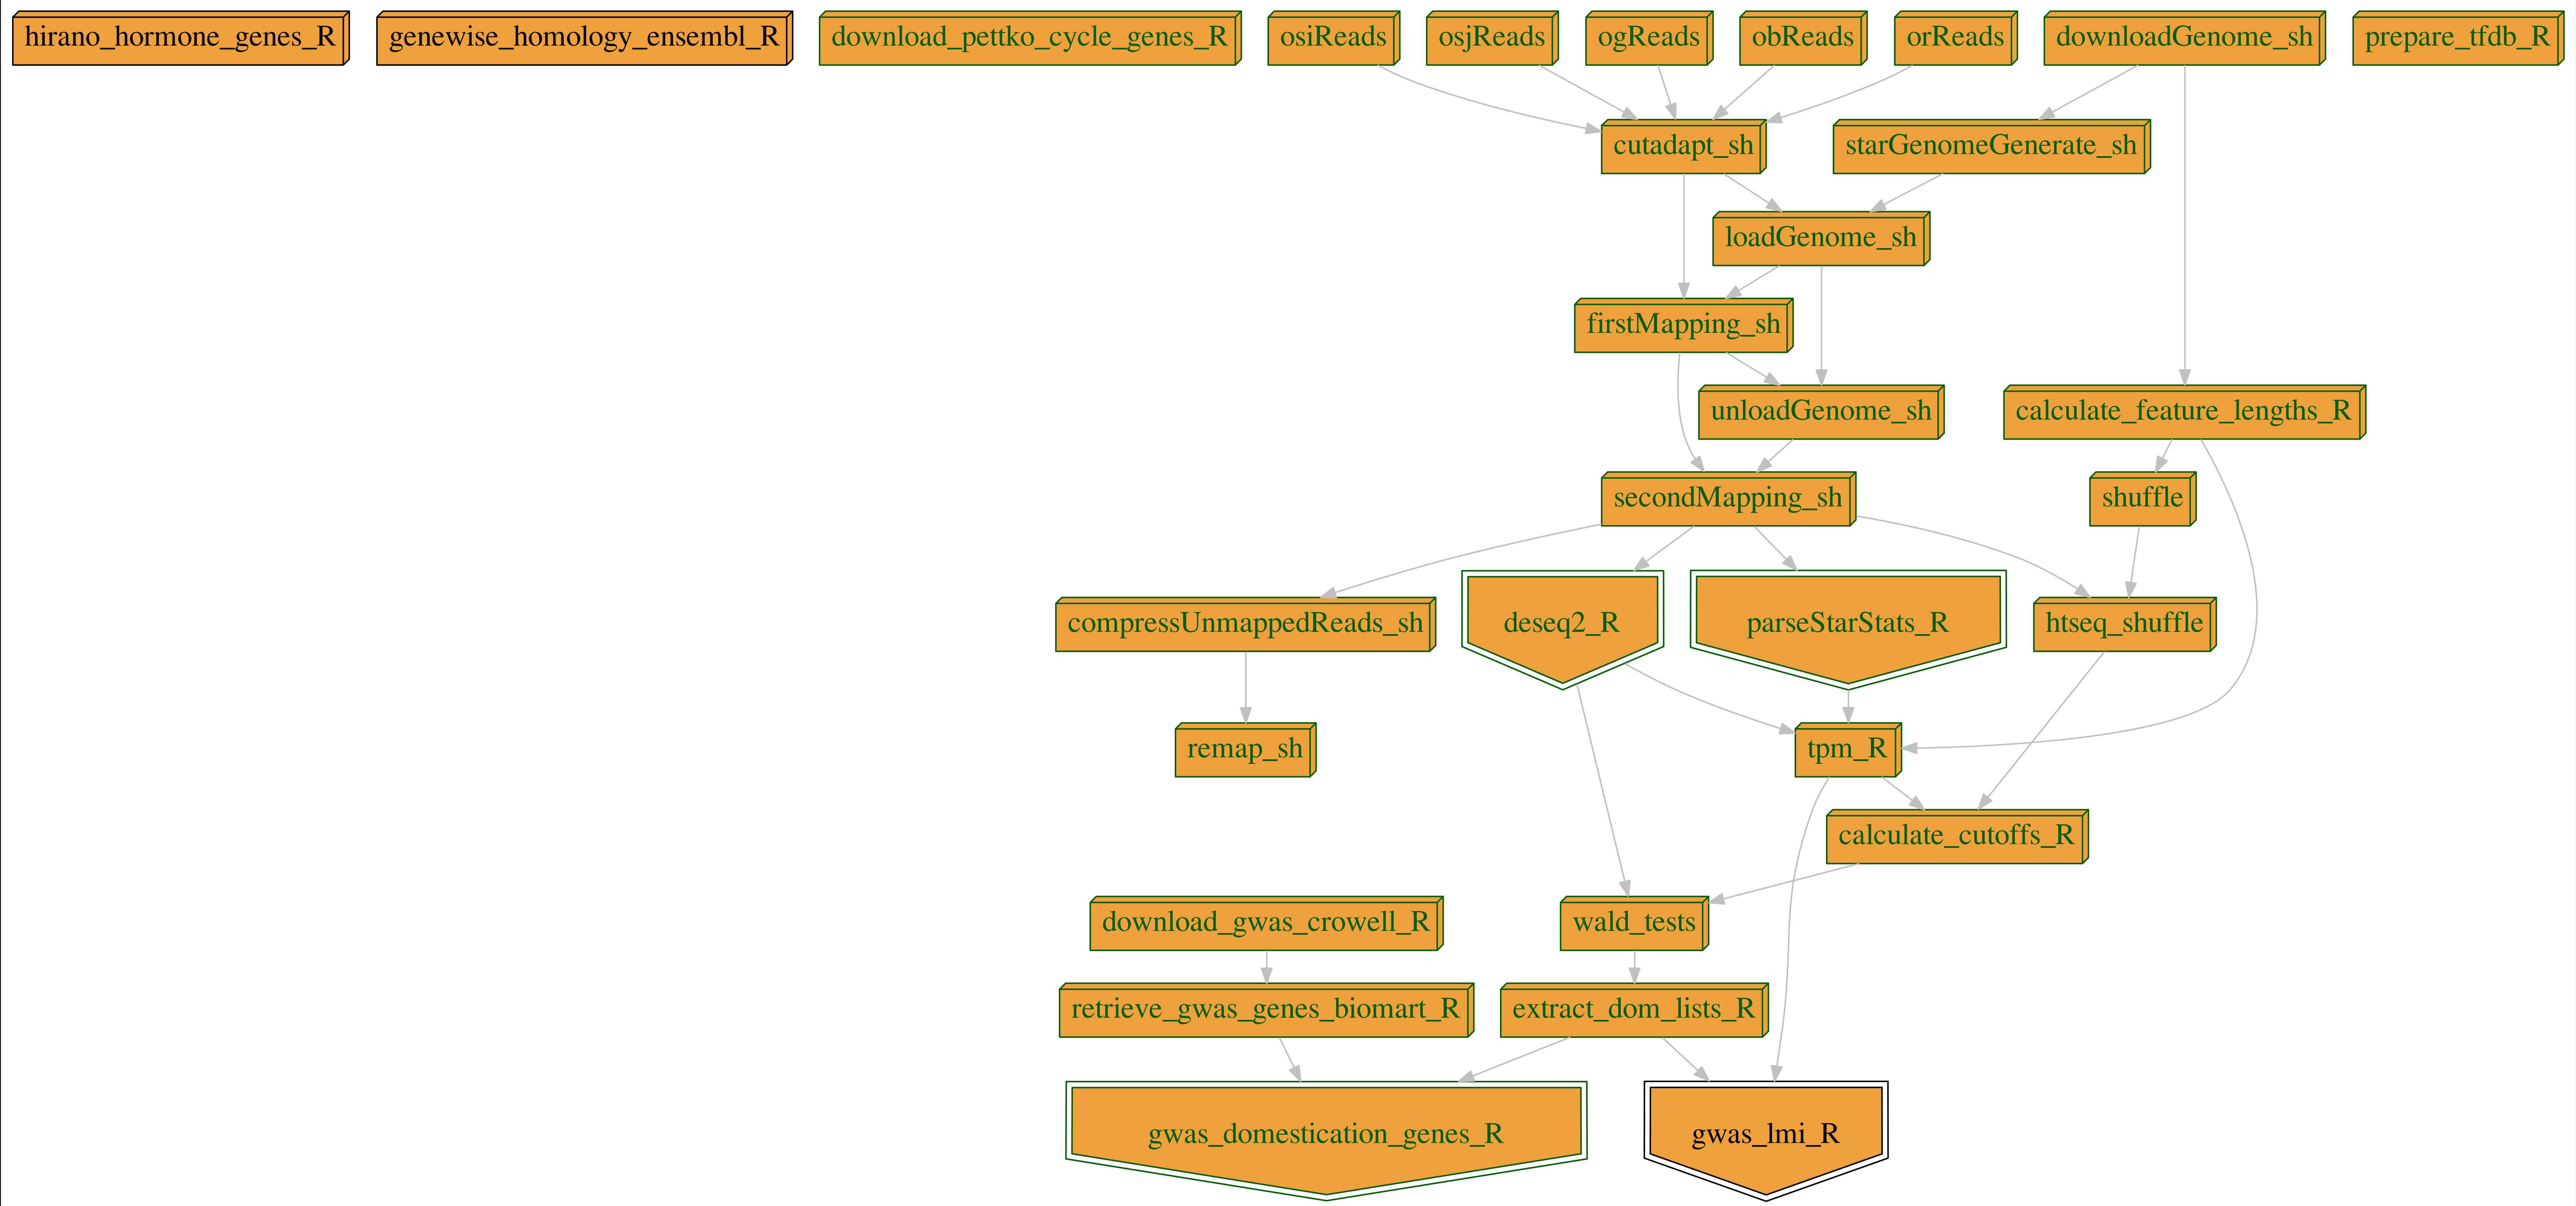 hirano_hormone_genes_R
genewise_homology_ensembl_R
download_pettko_cycle_genes_R
osiReads
osjReads
ogReads
obReads
orReads
downloadGenome_sh
prepare_tfdb_R
cutadapt_sh
starGenomeGenerate_sh
loadGenome_sh
firstMapping_sh
unloadGenome_sh
calculate_feature_lengths_R
secondMapping_sh
shuffle
compressUnmappedReads_sh
deseq2_R
parseStarStats_R
htseq_shuffle
remap_sh
tpm_R
calculate_cutoffs_R
download_gwas_crowell_R
wald_tests
retrieve_gwas_genes_biomart_R
extract_dom_lists_R
gwas_domestication_genes_R
gwas_lmi_R